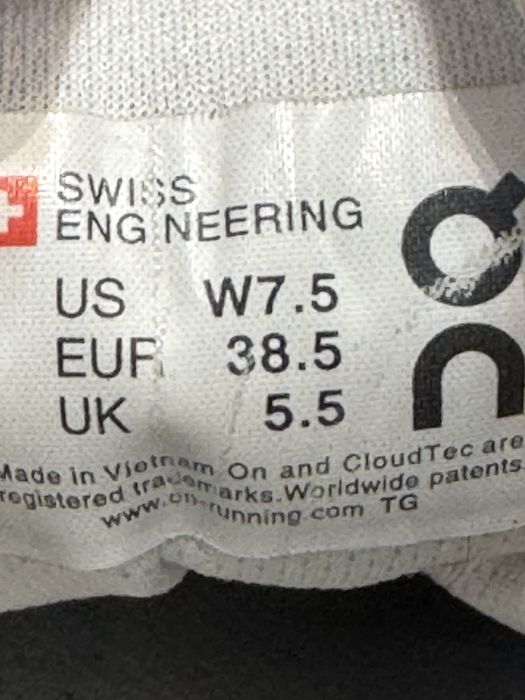 SWISS
ENGINEERING
US W7.5
EUR 38.5
UK 5.5
Made in Vietnam On and CloudTec are
registered trademarks.Worldwide patents.
www.on-running.com TG
On